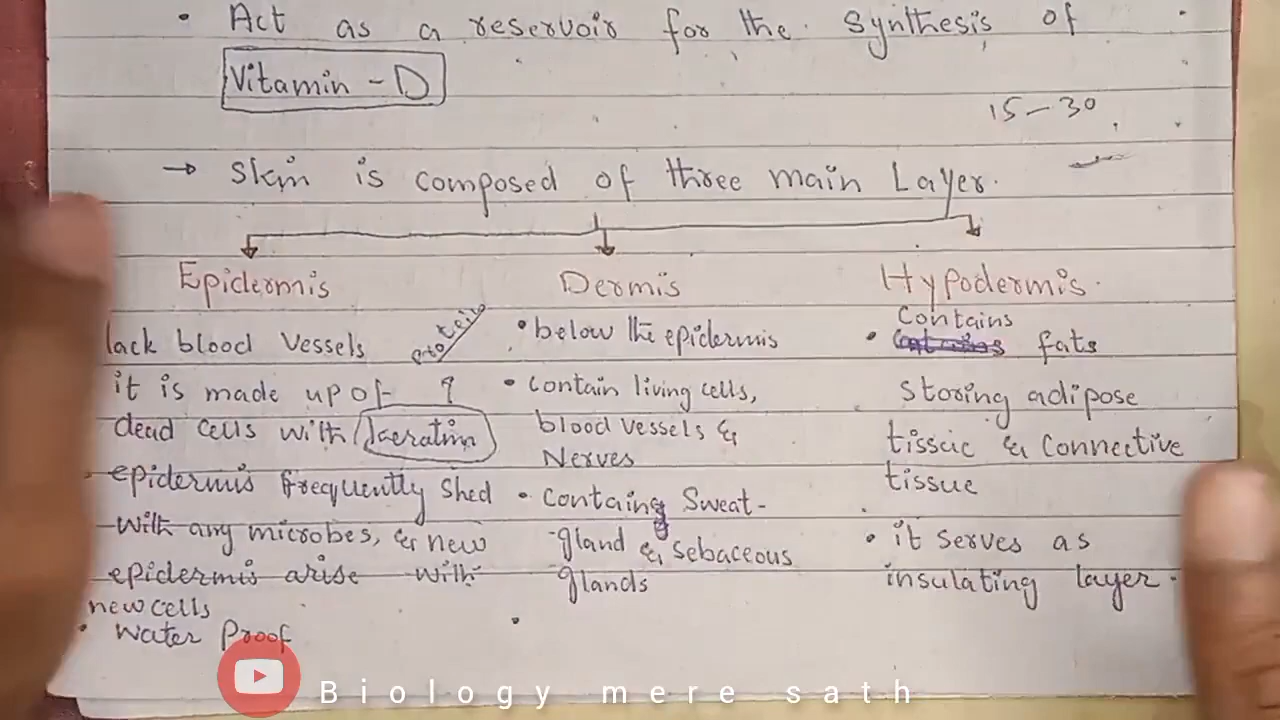 • Act as a reservoir for the synthesis of
Vitamin - D
15 - 30
→ Skin is composed of three main Layer.
Epidermis
lack blood vessels
protein
it is made up of
dead cells with keratin
epidermis frequently shed
with any microbes, & new
epidermis arise with
new cells
• Water Proof
Dermis
• below the epidermis
• contain living cells,
blood vessels &
Nerves
• containing Sweat-
gland & sebaceous
glands
•
Hypodermis.
• Contains fats
storing adipose
tissue & connective
tissue
• it serves as
insulating layer.
Biology mere sath